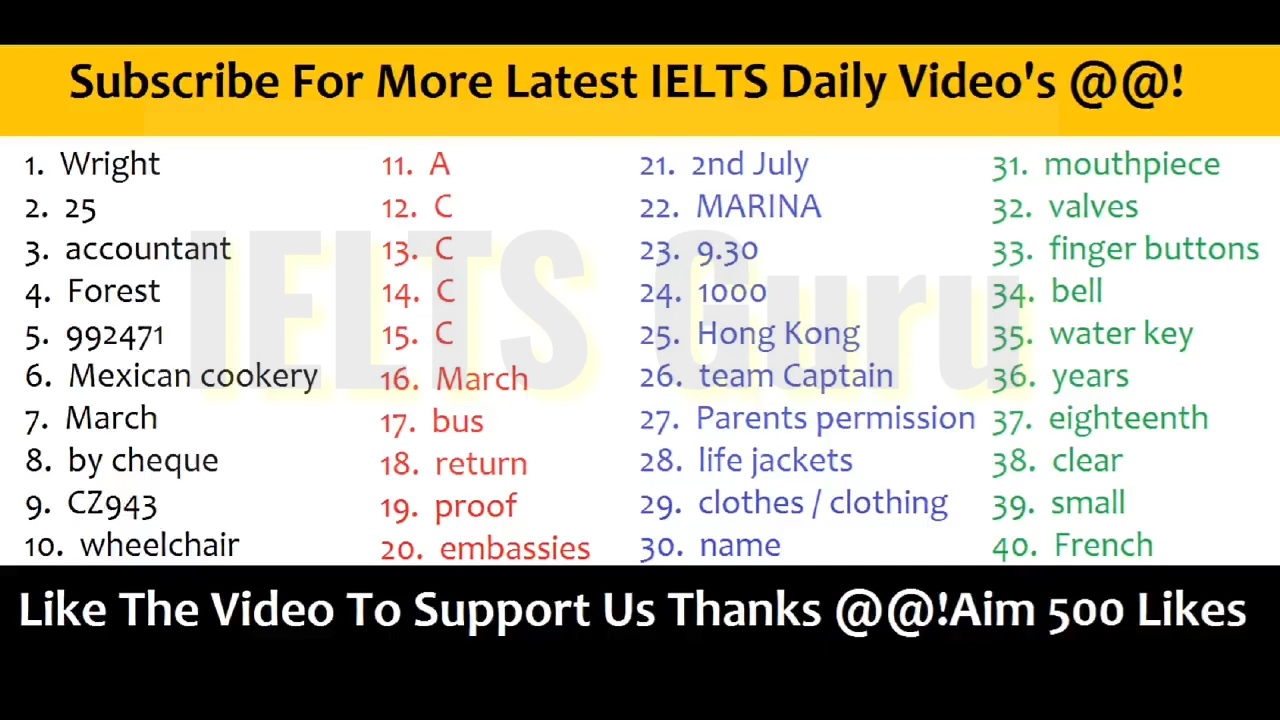 Subscribe For More Latest IELTS Daily Video's @@!
1. Wright
2. 25
3. accountant
4. Forest
5. 992471
6. Mexican cookery
7. March
8. by cheque
9. CZ943
10. wheelchair
11. A
12. C
13. C
14. C
15. C
16. March
17. bus
18. return
19. proof
20. embassies
21. 2nd July
22. MARINA
23. 9.30
24. 1000
25. Hong Kong
26. team Captain
27. Parents permission
28. life jackets
29. clothes / clothing
30. name
31. mouthpiece
32. valves
33. finger buttons
34. bell
35. water key
36. years
37. eighteenth
38. clear
39. small
40. French
IELTS Guru
Like The Video To Support Us Thanks @@!Aim 500 Likes